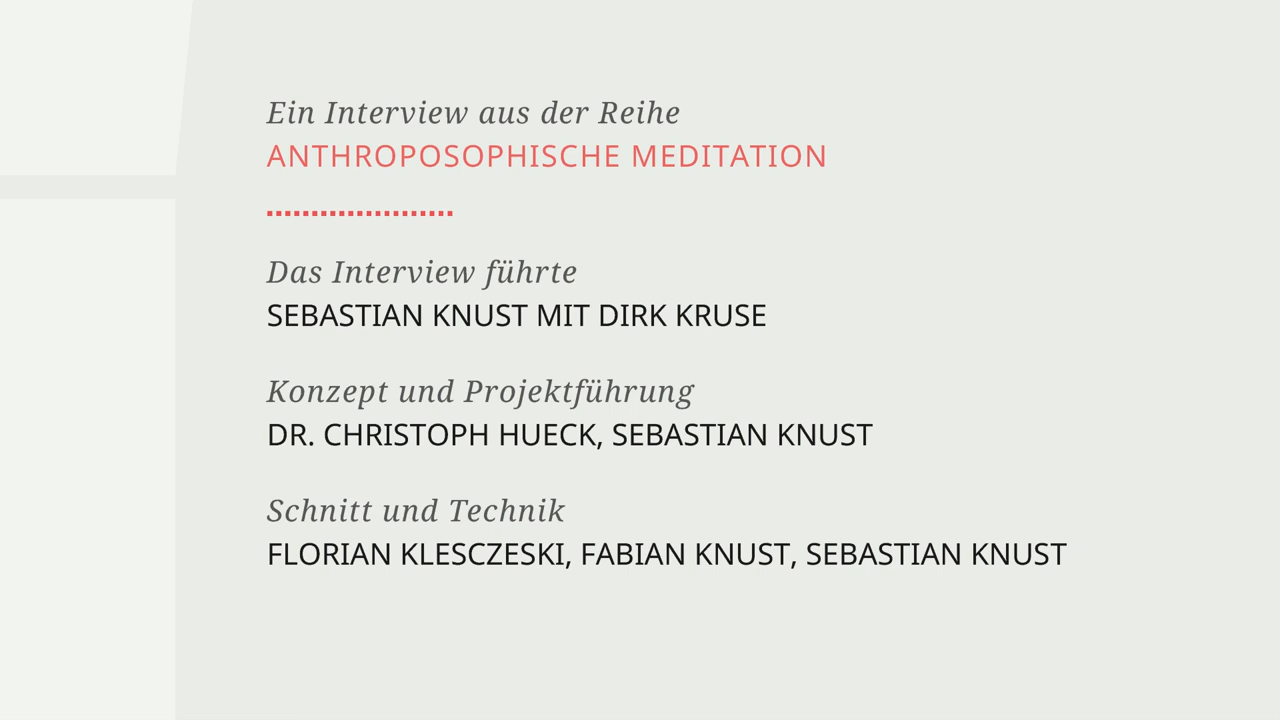 Ein Interview aus der Reihe
ANTHROPOSOPHISCHE MEDITATION
Das Interview führte
SEBASTIAN KNUST MIT DIRK KRUSE
Konzept und Projektführung
DR. CHRISTOPH HUECK, SEBASTIAN KNUST
Schnitt und Technik
FLORIAN KLESCZESKI, FABIAN KNUST, SEBASTIAN KNUST